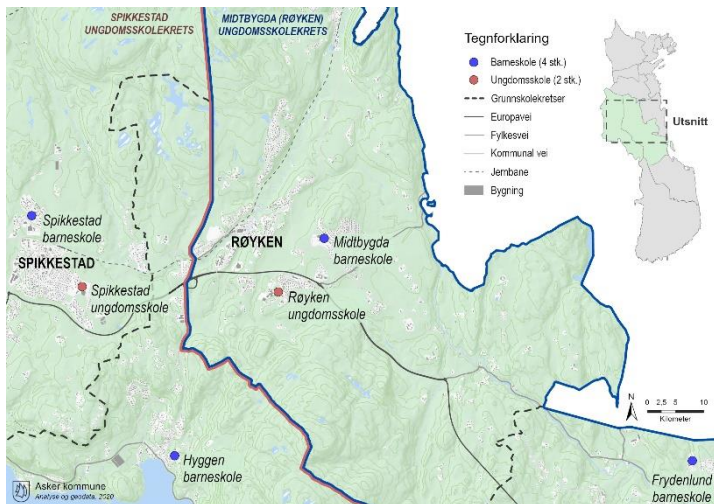 SPIKKESTAD
UNGDOMSSKOLEKRETS
MIDTBYGDA (RØYKEN)
UNGDOMSSKOLEKRETS
Tegnforklaring
Barneskole (4 stk.)
Ungdomsskole (2 stk.)
Grunnskolekretser
Europavei
Fylkesvei
Kommunal vei
Jernbane
Bygning
Utsnitt
Spikkestad
barneskole
SPIKKESTAD
Spikkestad
ungdomsskole
RØYKEN
Midtbygda
barneskole
Røyken
ungdomsskole
Hyggen
barneskole
Frydenlund
barneskole
N
0 2,5 5 10
Kilometer
Asker kommune
Analyse og geodata, 2020